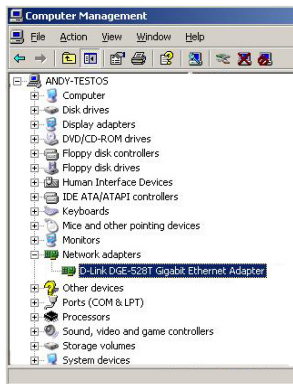 Computer Management
File Action View Window Help
ANDY-TESTOS
Computer
Disk drives
Display adapters
DVD/CD-ROM drives
Floppy disk controllers
Floppy disk drives
Human Interface Devices
IDE ATA/ATAPI controllers
Keyboards
Mice and other pointing devices
Monitors
Network adapters
D-Link DGE-528T Gigabit Ethernet Adapter
Other devices
Ports (COM & LPT)
Processors
Sound, video and game controllers
Storage volumes
System devices